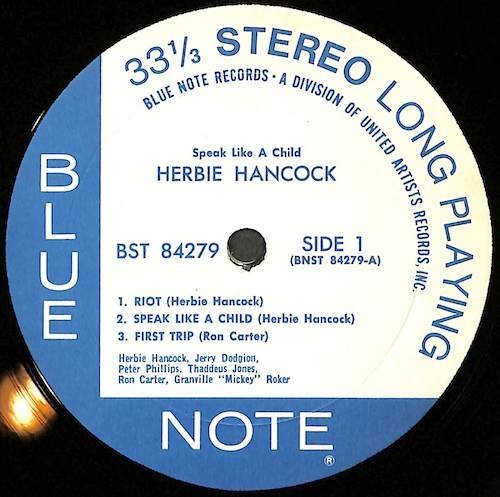 33⅓ STEREO LONG PLAYING
BLUE NOTE RECORDS · A DIVISION OF UNITED ARTISTS RECORDS, INC.
Speak Like A Child
HERBIE HANCOCK
BST 84279
SIDE 1
(BNST 84279-A)
1. RIOT (Herbie Hancock)
2. SPEAK LIKE A CHILD (Herbie Hancock)
3. FIRST TRIP (Ron Carter)
Herbie Hancock, Jerry Dodgion,
Peter Phillips, Thaddeus Jones,
Ron Carter, Granville "Mickey" Roker
BLUE
NOTE
®